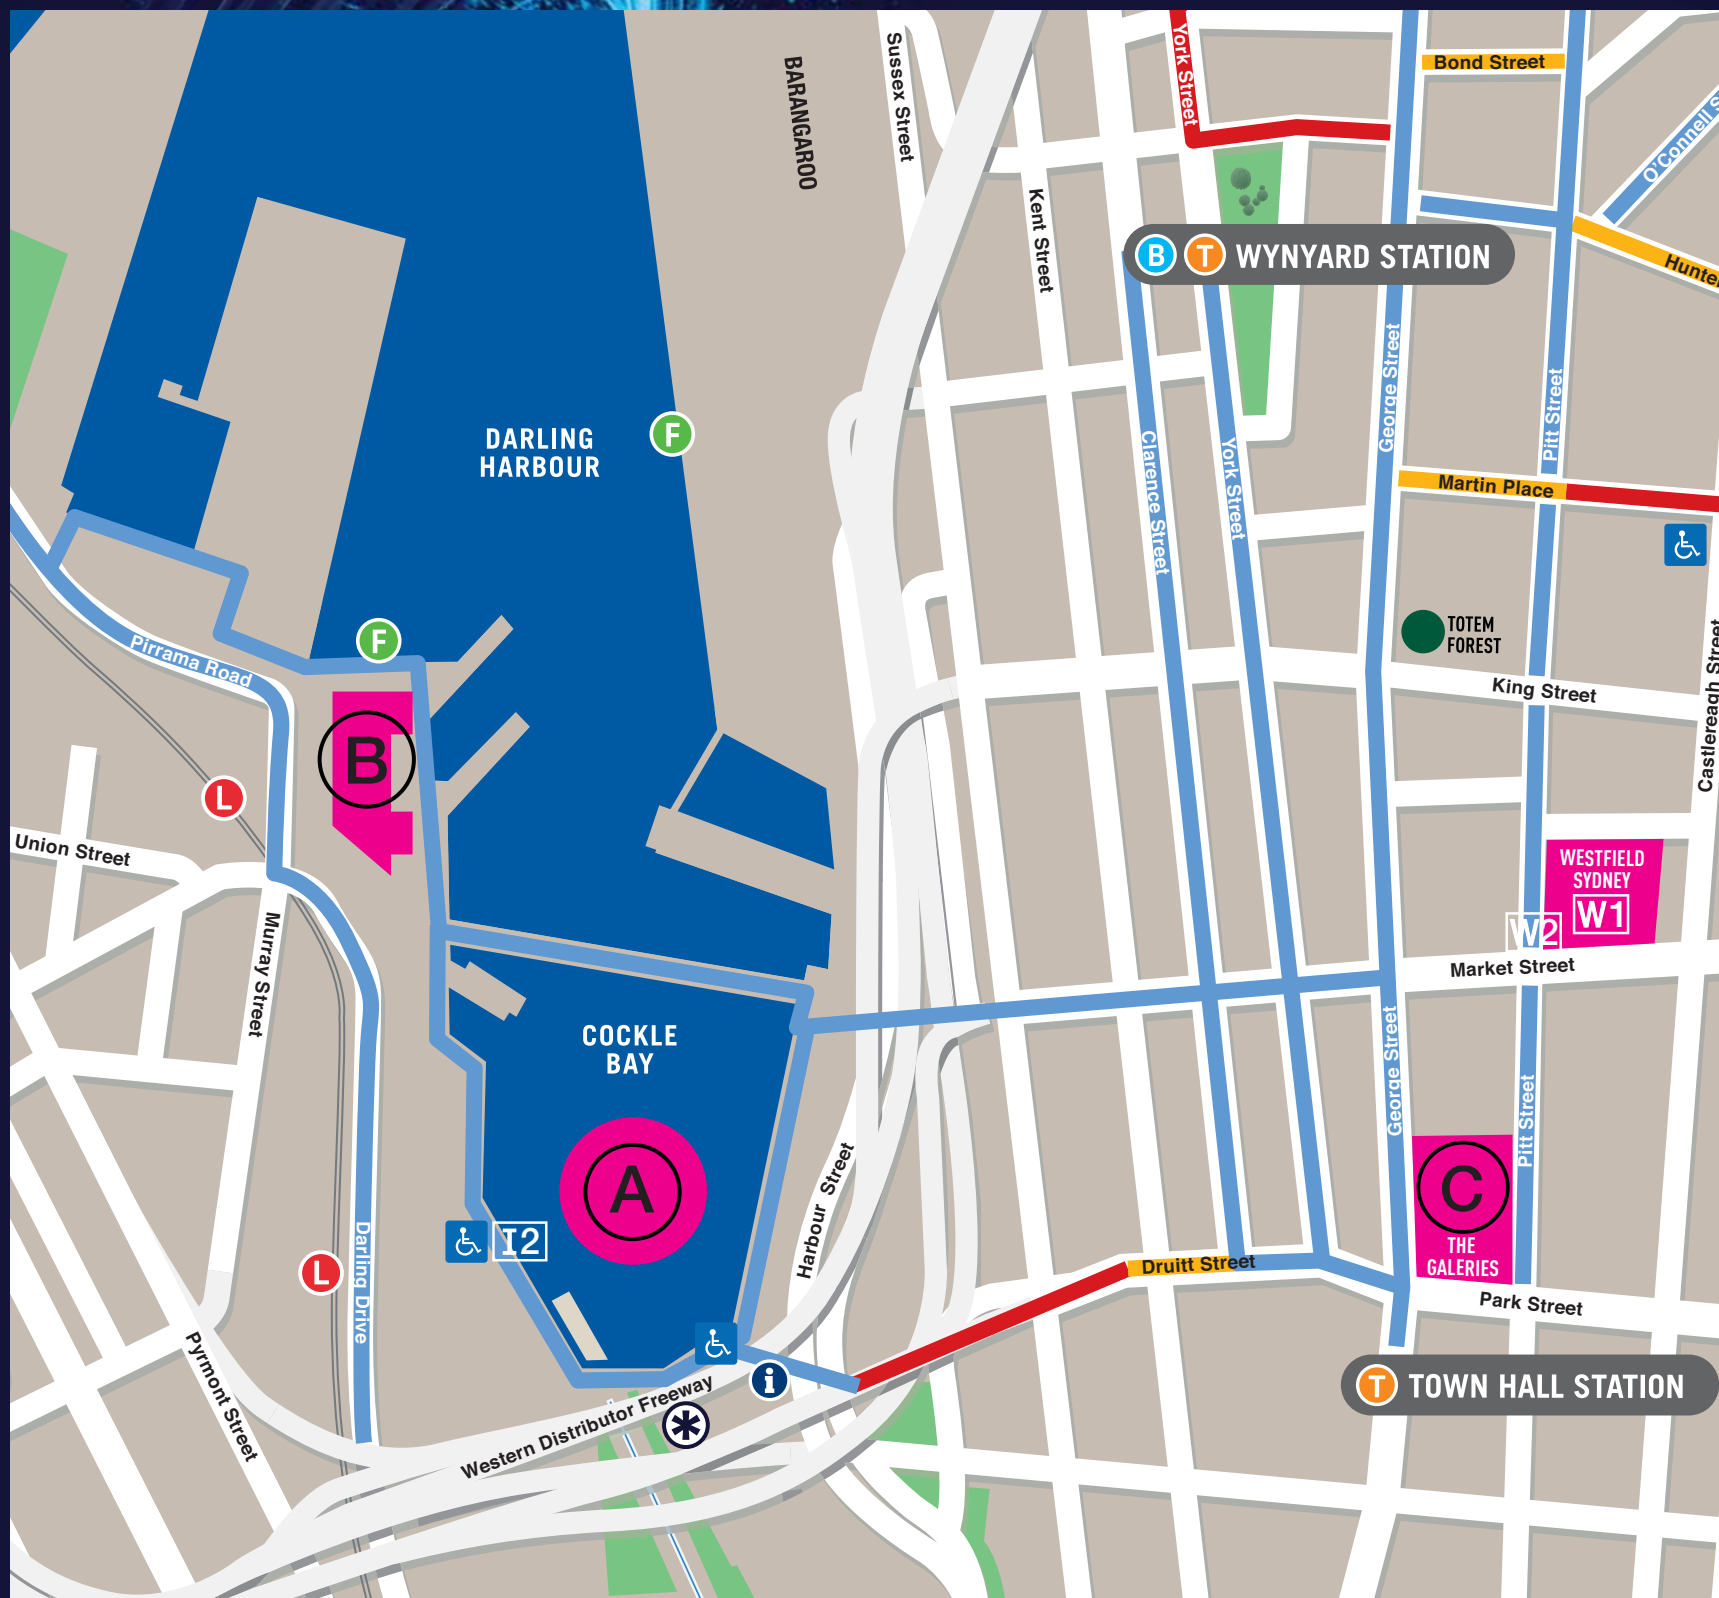 BARANGAROO
Sussex Street
York Street
Bond Street
O'Connell S
Kent Street
B T WYNYARD STATION
Hunte
George Street
Pitt Street
DARLING
HARBOUR
F
Clarence Street
York Street
Martin Place
TOTEM
FOREST
F
Pirrama Road
King Street
Castlereagh Street
B
L
Union Street
WESTFIELD
SYDNEY
W1
W2
Market Street
Murray Street
COCKLE
BAY
George Street
Pitt Street
A
Harbour Street
C
THE
GALERIES
I2
L
Darling Drive
Druitt Street
Park Street
Pyrmont Street
i
T TOWN HALL STATION
Western Distributor Freeway
*